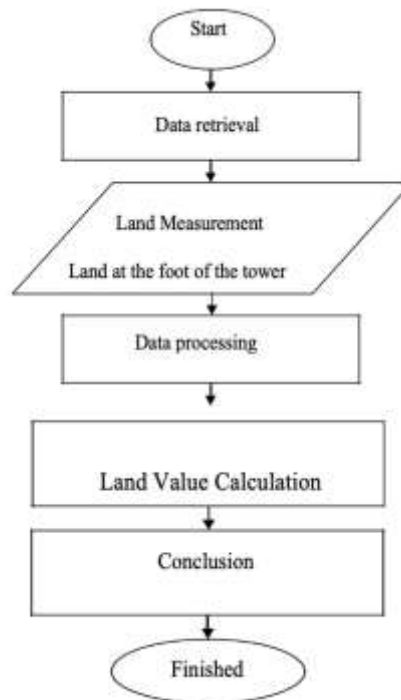 Start
Data retrieval
Land Measurement
Land at the foot of the tower
Data processing
Land Value Calculation
Conclusion
Finished